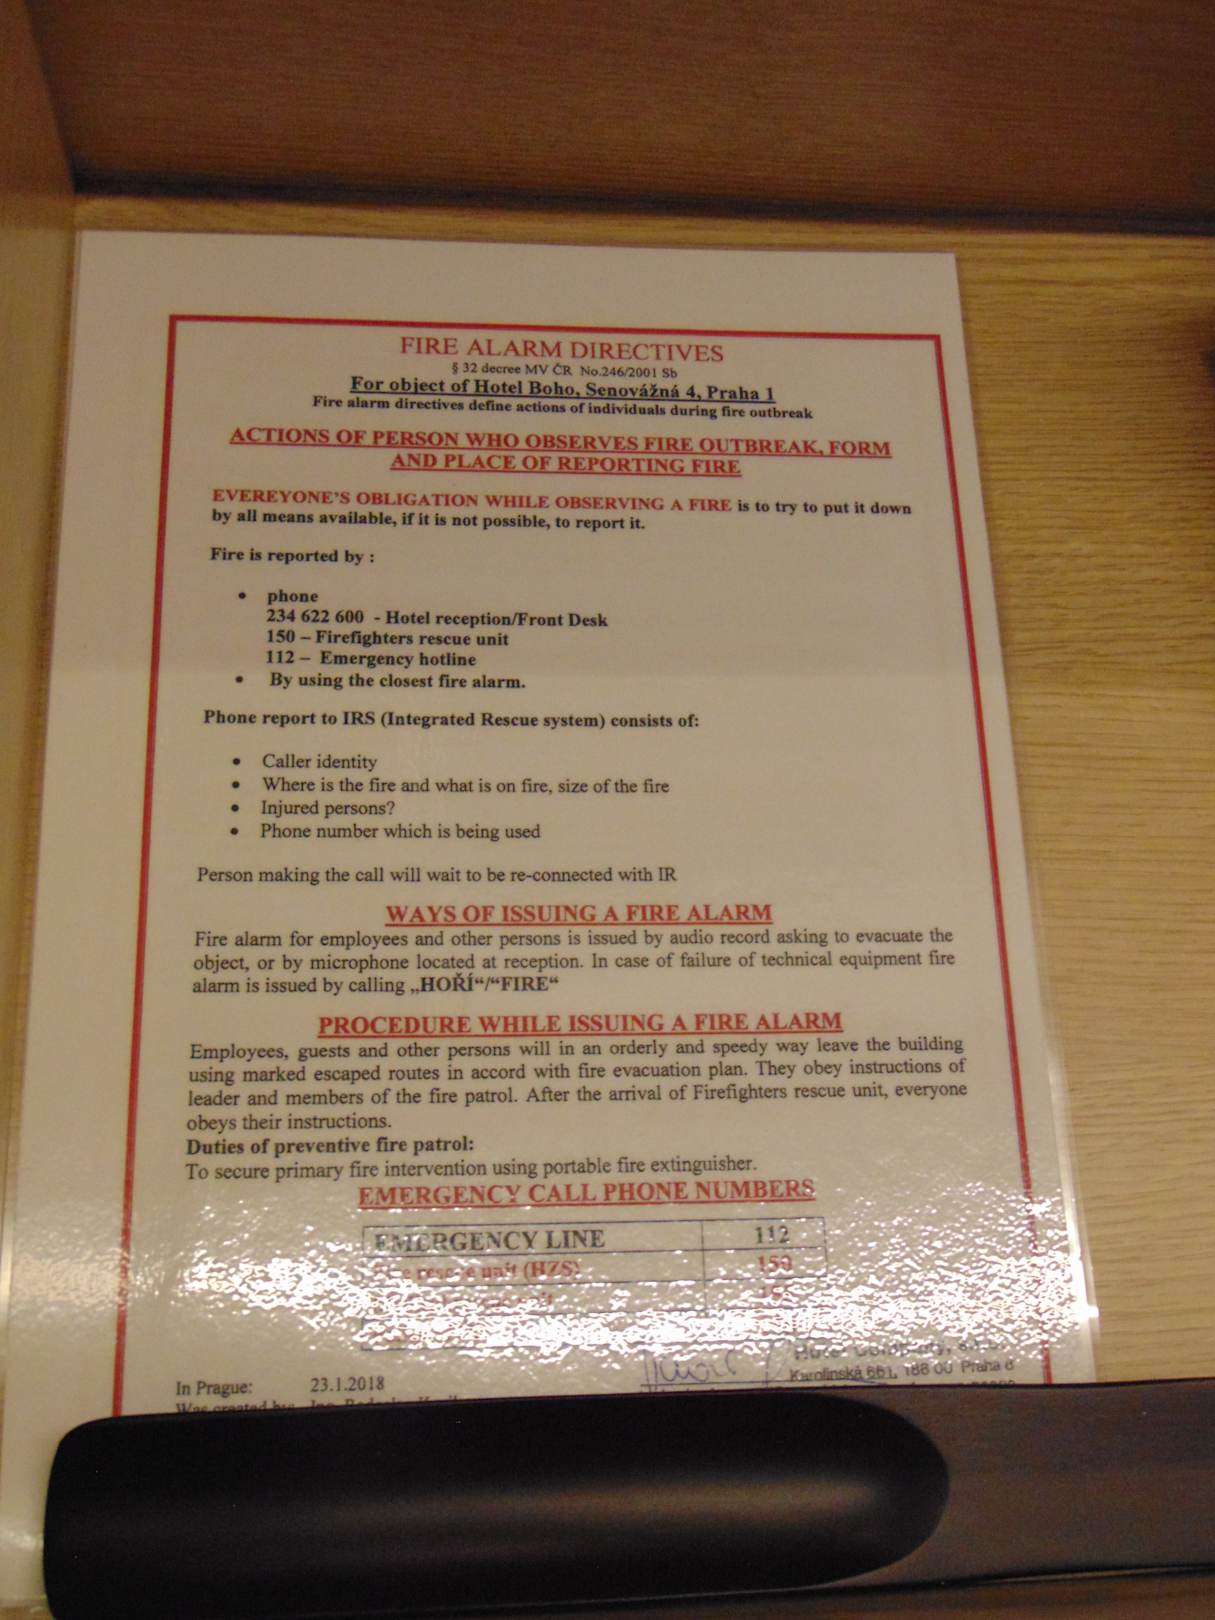 FIRE ALARM DIRECTIVES
§ 32 decree MV ČR No.246/2001 Sb
For object of Hotel Boho, Senovážná 4, Praha 1
Fire alarm directives define actions of individuals during fire outbreak
ACTIONS OF PERSON WHO OBSERVES FIRE OUTBREAK, FORM
AND PLACE OF REPORTING FIRE
EVEREYONE'S OBLIGATION WHILE OBSERVING A FIRE is to try to put it down
by all means available, if it is not possible, to report it.
Fire is reported by :
• phone
234 622 600 - Hotel reception/Front Desk
150 – Firefighters rescue unit
112 – Emergency hotline
• By using the closest fire alarm.
Phone report to IRS (Integrated Rescue system) consists of:
• Caller identity
• Where is the fire and what is on fire, size of the fire
• Injured persons?
• Phone number which is being used
Person making the call will wait to be re-connected with IR
WAYS OF ISSUING A FIRE ALARM
Fire alarm for employees and other persons is issued by audio record asking to evacuate the
object, or by microphone located at reception. In case of failure of technical equipment fire
alarm is issued by calling „HOŘÍ“/“FIRE“
PROCEDURE WHILE ISSUING A FIRE ALARM
Employees, guests and other persons will in an orderly and speedy way leave the building
using marked escaped routes in accord with fire evacuation plan. They obey instructions of
leader and members of the fire patrol. After the arrival of Firefighters rescue unit, everyone
obeys their instructions.
Duties of preventive fire patrol:
To secure primary fire intervention using portable fire extinguisher.
EMERGENCY CALL PHONE NUMBERS
EMERGENCY LINE 112
rescue unit (HZS) 150
Karolinská 661, 186 00 Praha 8
In Prague: 23.1.2018
Was created by: Ing.